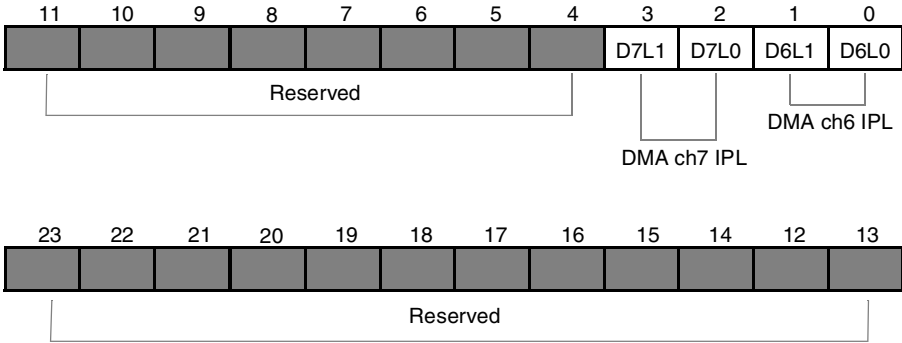 11 10 9 8 7 6 5 4 3 2 1 0
D7L1 D7L0 D6L1 D6L0
Reserved
DMA ch6 IPL
DMA ch7 IPL
23 22 21 20 19 18 17 16 15 14 12 13
Reserved